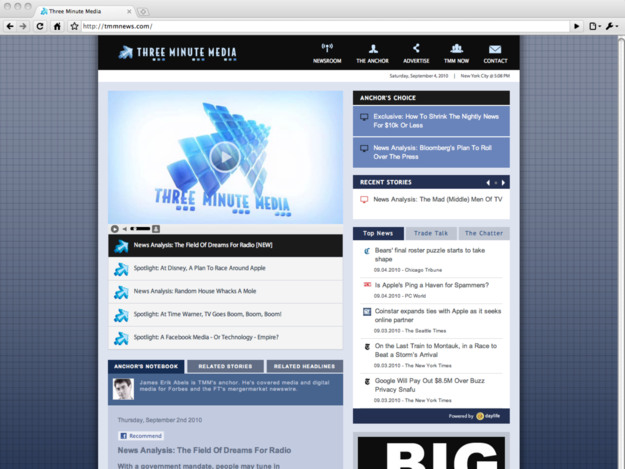 Three Minute Media
http://tmmnews.com/
THREE MINUTE MEDIA
NEWSROOM
THE ANCHOR
ADVERTISE
TMM NOW
CONTACT
Saturday, September 4, 2010 | New York City @ 5:08 PM
THREE MINUTE MEDIA
News Analysis: The Field Of Dreams For Radio [NEW]
Spotlight: At Disney, A Plan To Race Around Apple
News Analysis: Random House Whacks A Mole
Spotlight: At Time Warner, TV Goes Boom, Boom, Boom!
Spotlight: A Facebook Media - Or Technology - Empire?
ANCHOR'S NOTEBOOK
RELATED STORIES
RELATED HEADLINES
James Erik Abels is TMM's anchor. He's covered media and digital
media for Forbes and the FT's mergermarket newswire.
Thursday, September 2nd 2010
Recommend
News Analysis: The Field Of Dreams For Radio
With a government mandate, people may tune in
ANCHOR'S CHOICE
Exclusive: How To Shrink The Nightly News
For $10k Or Less
News Analysis: Bloomberg's Plan To Roll
Over The Press
RECENT STORIES
News Analysis: The Mad (Middle) Men Of TV
Top News
Trade Talk
The Chatter
Bears' final roster puzzle starts to take
shape
09.04.2010 - Chicago Tribune
Is Apple's Ping a Haven for Spammers?
09.04.2010 - PC World
Coinstar expands ties with Apple as it seeks
online partner
09.03.2010 - The Seattle Times
On the Last Train to Montauk, in a Race to
Beat a Storm's Arrival
09.03.2010 - The New York Times
Google Will Pay Out $8.5M Over Buzz
Privacy Snafu
09.03.2010 - The New York Times
Powered by daylife
BIG